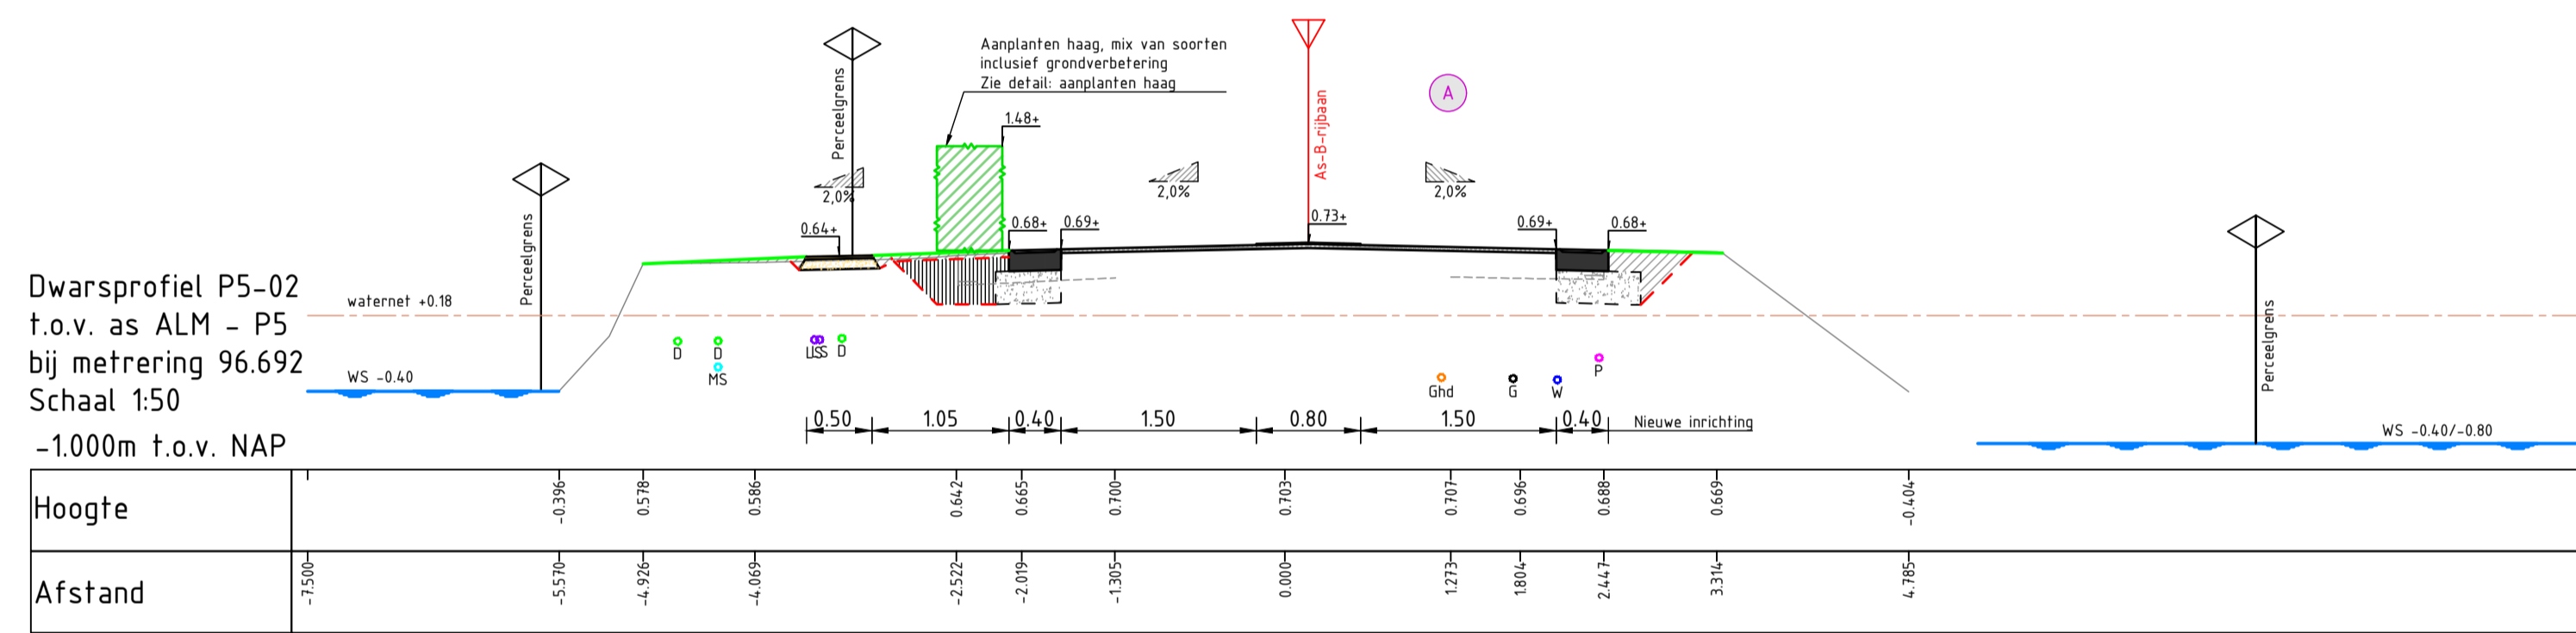 Aanplanten haag, mix van soorten
inclusief grondverbetering
Zie detail: aanplanten haag
Perceelgrens
As-B-rijbaan
A
1.48+
2,0%
2,0%
2,0%
Perceelgrens
0.64+
0.68+
0.69+
0.73+
0.69+
0.68+
Dwarsprofiel P5-02
t.o.v. as ALM - P5
bij metrering 96.692
Schaal 1:50
-1.000m t.o.v. NAP
waternet +0.18
WS -0.40
Perceelgrens
D
D
MS
LS
S
D
Ghd
G
W
P
0.50 1.05 0.40 1.50 0.80 1.50 0.40 Nieuwe inrichting
WS -0.40/-0.80
Hoogte
-0.396 0.578 0.586 0.642 0.665 0.700 0.703 0.707 0.696 0.688 0.669 -0.404
Afstand
-7.500 -5.570 -4.926 -4.069 -2.522 -2.019 -1.305 0.000 1.273 1.804 2.447 3.314 4.785